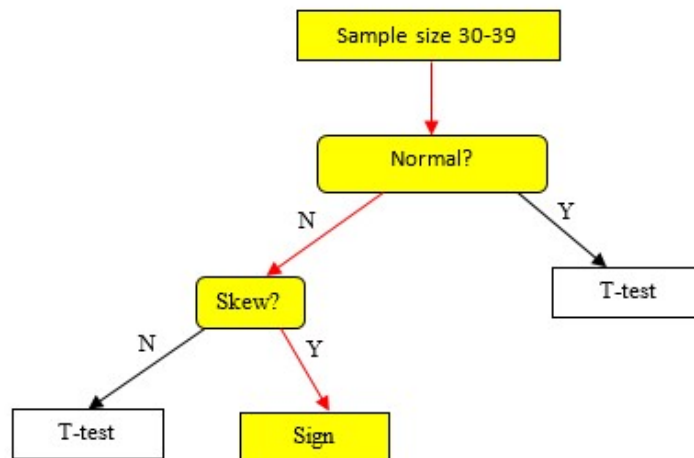 Sample size 30-39
Normal?
N
Y
Skew?
T-test
N
Y
T-test
Sign